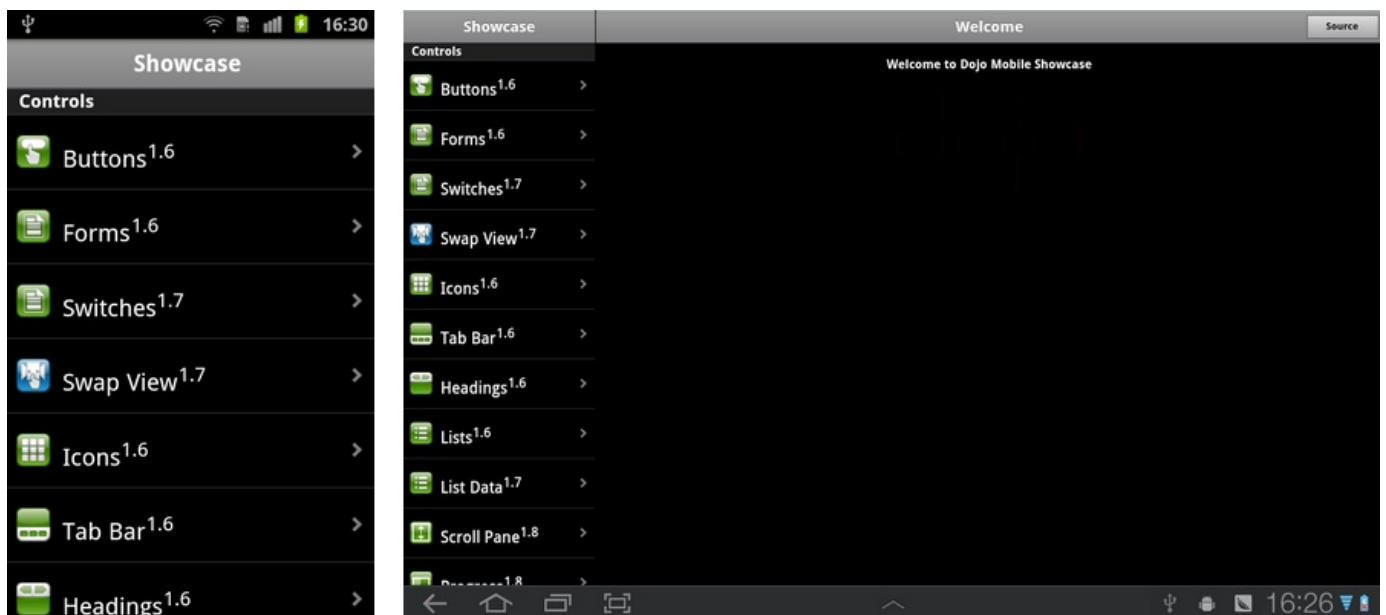 16:30
Showcase
Controls
Buttons1.6
Forms1.6
Switches1.7
Swap View1.7
Icons1.6
Tab Bar1.6
Headings1.6
Showcase
Welcome
Source
Controls
Welcome to Dojo Mobile Showcase
Buttons1.6
Forms1.6
Switches1.7
Swap View1.7
Icons1.6
Tab Bar1.6
Headings1.6
Lists1.6
List Data1.7
Scroll Pane1.8
Progress1.8
16:26